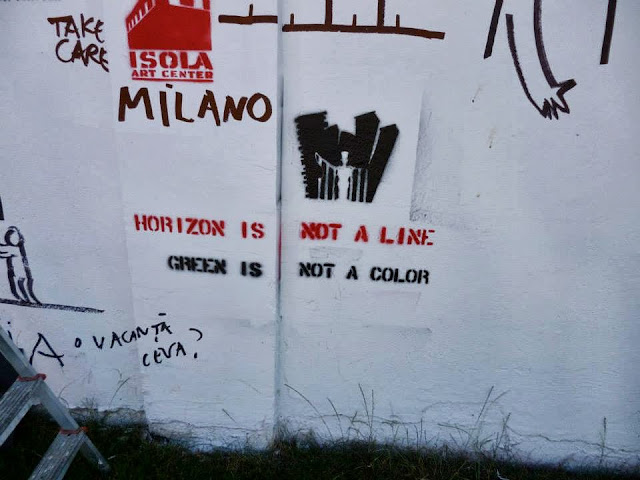 TAKE
CARE
ISOLA
ART CENTER
MILANO
HORIZON IS NOT A LINE
GREEN IS NOT A COLOR
O VACANȚĂ
CEVA?